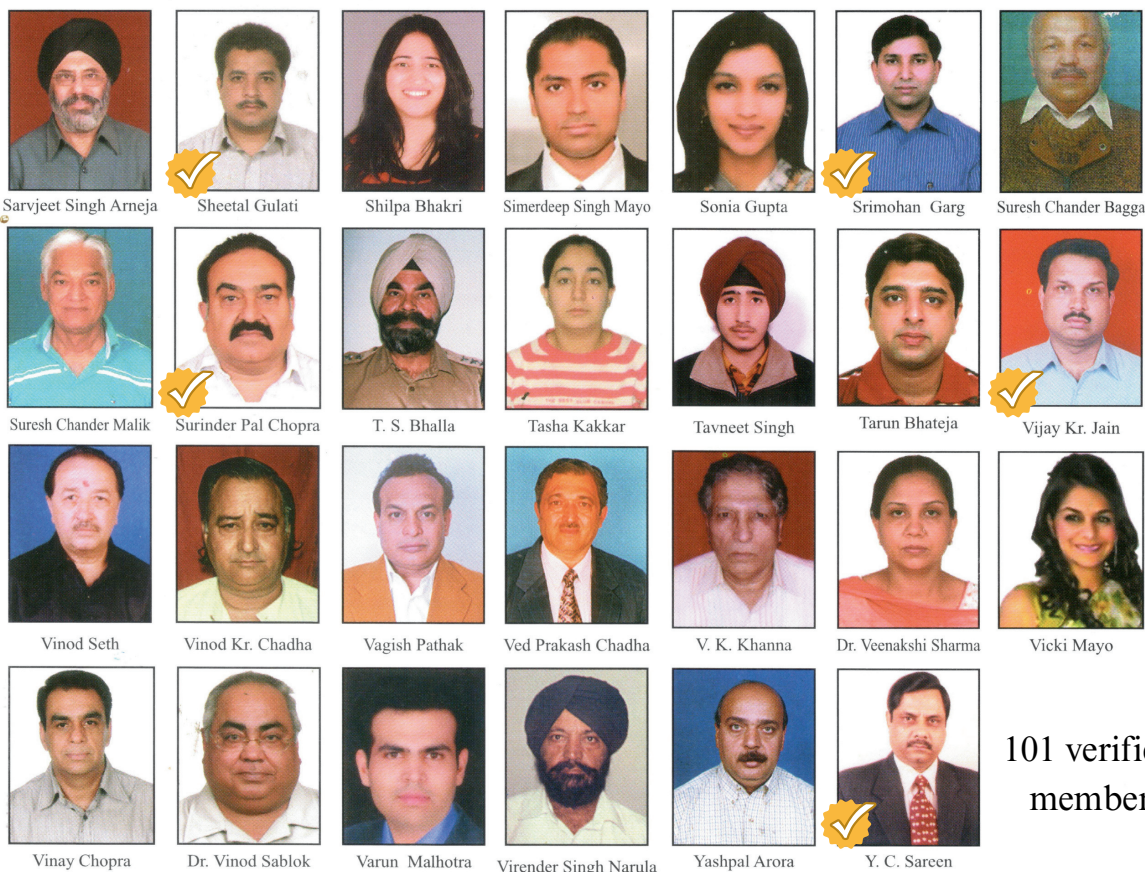 Sarvjeet Singh Arneja
Sheetal Gulati
Shilpa Bhakri
Simerdeep Singh Mayo
Sonia Gupta
Srimohan Garg
Suresh Chander Bagga
Suresh Chander Malik
Surinder Pal Chopra
T. S. Bhalla
Tasha Kakkar
Tavneet Singh
Tarun Bhateja
Vijay Kr. Jain
Vinod Seth
Vinod Kr. Chadha
Vagish Pathak
Ved Prakash Chadha
V. K. Khanna
Dr. Veenakshi Sharma
Vicki Mayo
Vinay Chopra
Dr. Vinod Sablok
Varun Malhotra
Virender Singh Narula
Yashpal Arora
Y. C. Sareen
101 verifi
member